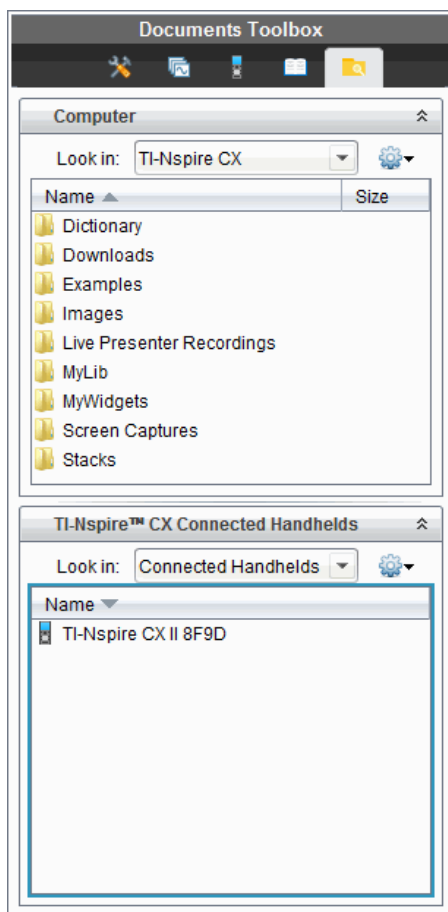 Documents Toolbox
Computer
Look in: TI-Nspire CX
Name Size
Dictionary
Downloads
Examples
Images
Live Presenter Recordings
MyLib
MyWidgets
Screen Captures
Stacks
TI-Nspire™ CX Connected Handhelds
Look in: Connected Handhelds
Name
TI-Nspire CX II 8F9D